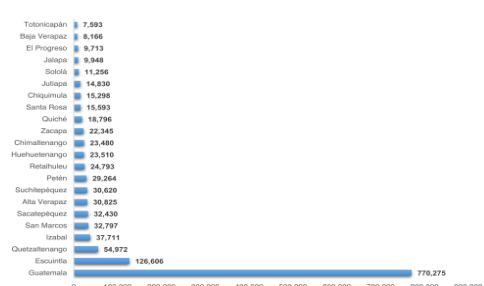 Totonicapán 7,593
Baja Verapaz 8,166
El Progreso 9,713
Jalapa 9,948
Sololá 11,256
Jutiapa 14,830
Chiquimula 15,298
Santa Rosa 15,593
Quiché 18,796
Zacapa 22,345
Chimaltenango 23,480
Huehuetenango 23,510
Retalhuleu 24,793
Petén 29,264
Suchitepéquez 30,620
Alta Verapaz 30,825
Sacatepéquez 32,430
San Marcos 32,797
Izabal 37,711
Quetzaltenango 54,972
Escuintla 126,606
Guatemala 770,275